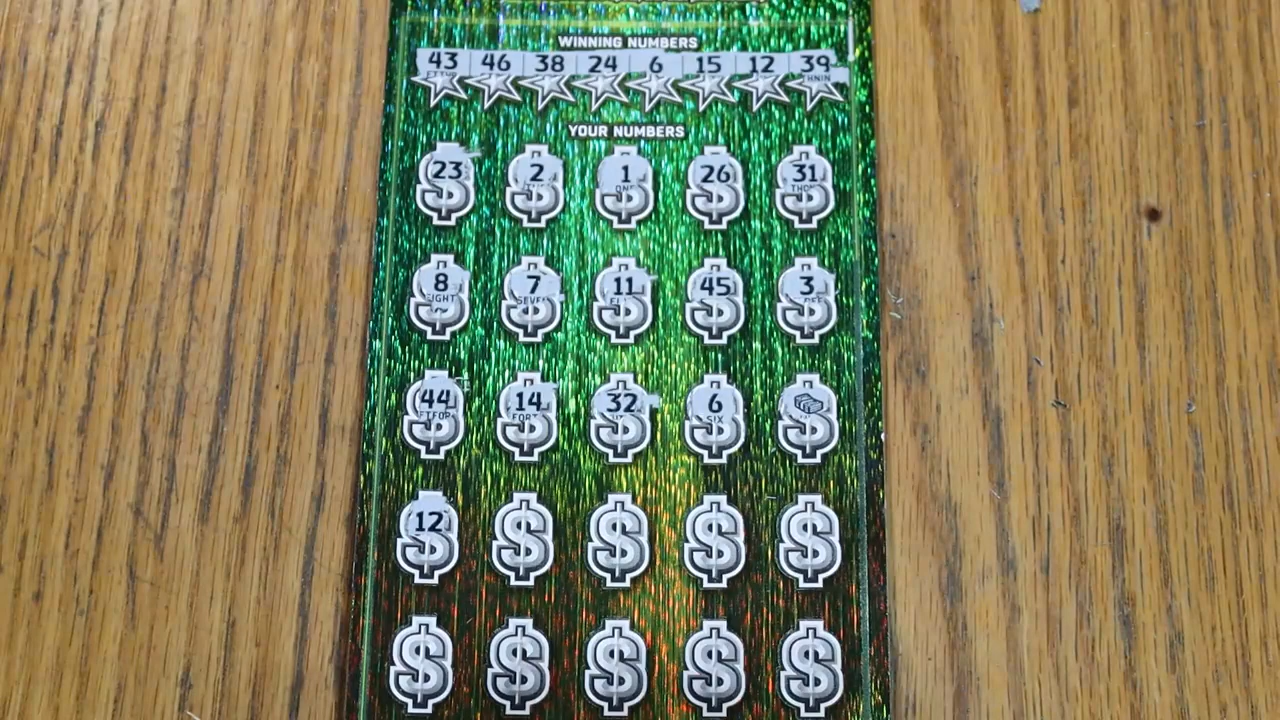 WINNING NUMBERS
43 46 38 24 6 15 12 39
YOUR NUMBERS
23 2 1 26 31
ONE
8 7 11 45 3
EIGHT SEVEN
44 14 32 6
SIX
12